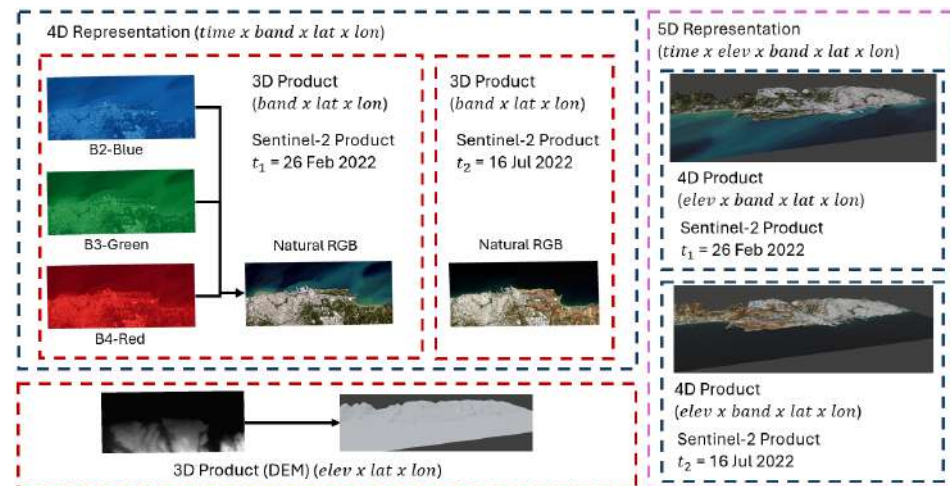 4D Representation (time x band x lat x lon)
B2-Blue
B3-Green
B4-Red
3D Product
(band x lat x lon)
Sentinel-2 Product
t₁ = 26 Feb 2022
Natural RGB
3D Product
(band x lat x lon)
Sentinel-2 Product
t₂ = 16 Jul 2022
Natural RGB
3D Product (DEM) (elev x lat x lon)
5D Representation
(time x elev x band x lat x lon)
4D Product
(elev x band x lat x lon)
Sentinel-2 Product
t₁ = 26 Feb 2022
4D Product
(elev x band x lat x lon)
Sentinel-2 Product
t₂ = 16 Jul 2022